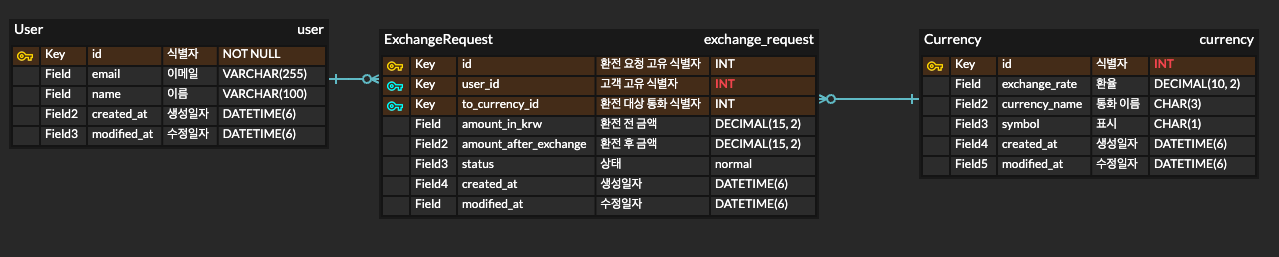 User user
Key id 식별자 NOT NULL
Field email 이메일 VARCHAR(255)
Field name 이름 VARCHAR(100)
Field2 created_at 생성일자 DATETIME(6)
Field3 modified_at 수정일자 DATETIME(6)
ExchangeRequest exchange_request
Key id 환전 요청 고유 식별자 INT
Key user_id 고객 고유 식별자 INT
Key to_currency_id 환전 대상 통화 식별자 INT
Field amount_in_krw 환전 전 금액 DECIMAL(15, 2)
Field2 amount_after_exchange 환전 후 금액 DECIMAL(15, 2)
Field3 status 상태 normal
Field4 created_at 생성일자 DATETIME(6)
Field modified_at 수정일자 DATETIME(6)
Currency currency
Key id 식별자 INT
Field exchange_rate 환율 DECIMAL(10, 2)
Field2 currency_name 통화 이름 CHAR(3)
Field3 symbol 표시 CHAR(1)
Field4 created_at 생성일자 DATETIME(6)
Field5 modified_at 수정일자 DATETIME(6)